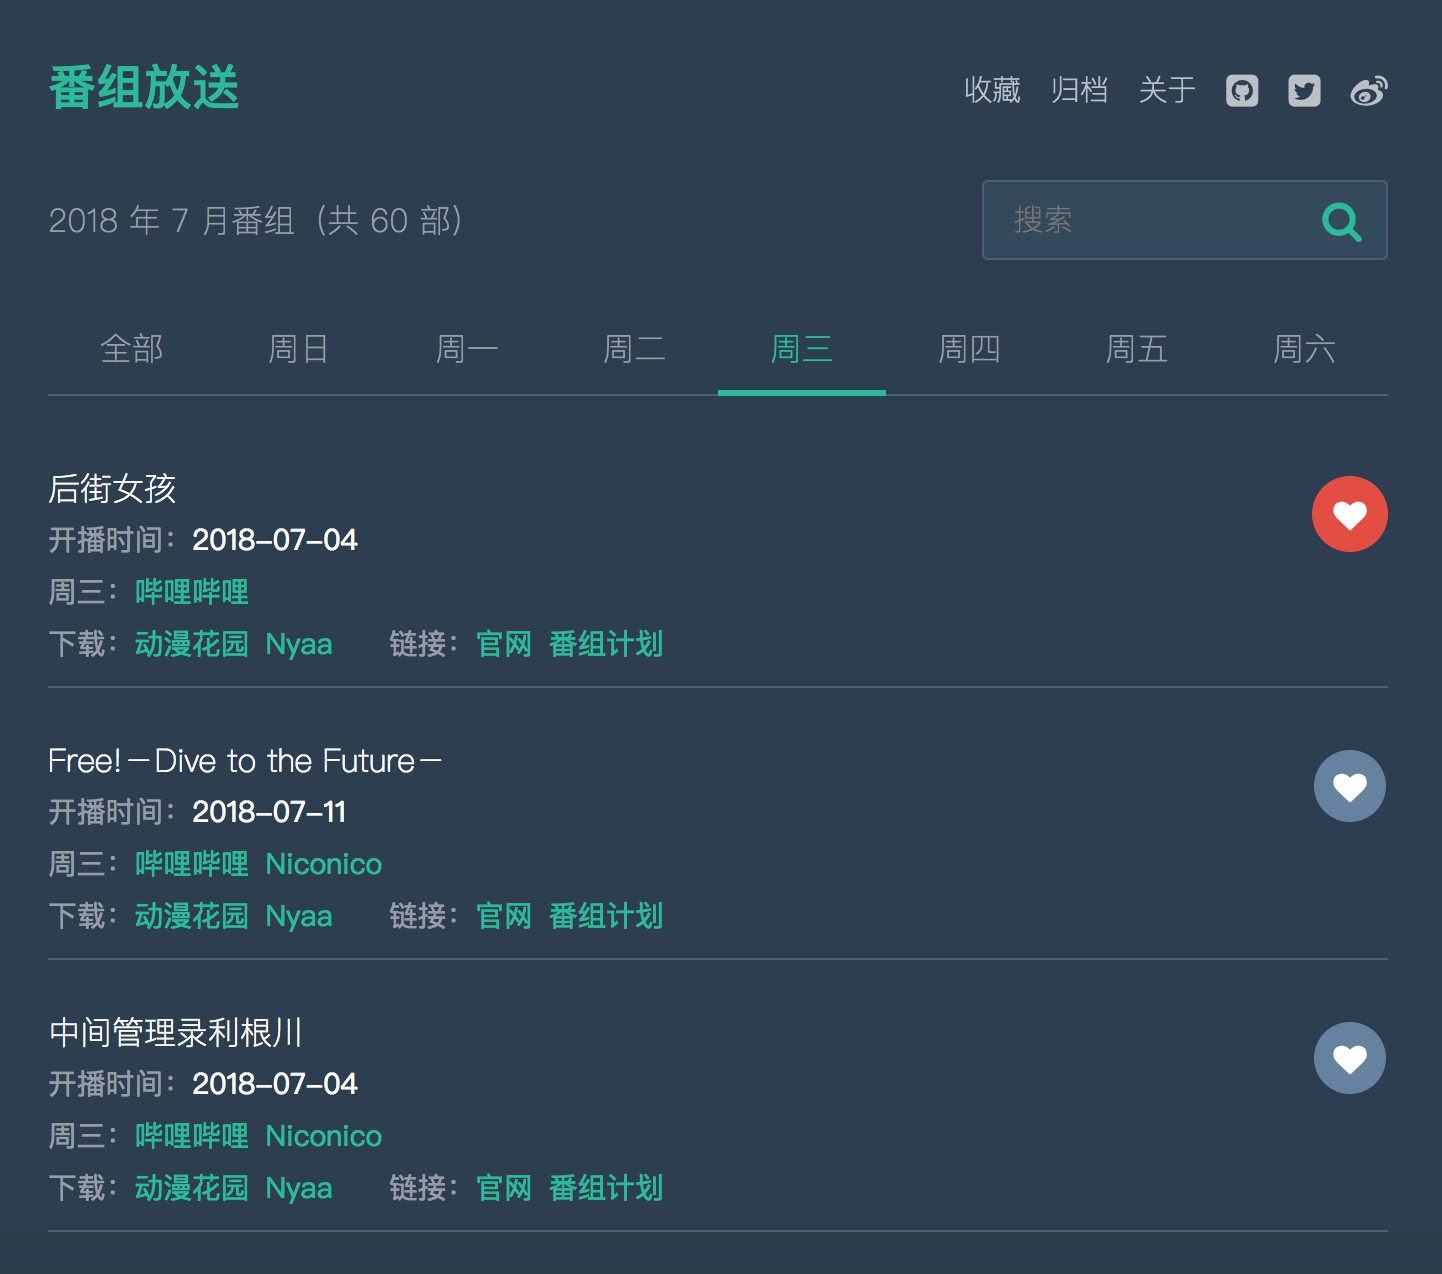 番组放送
收藏 归档 关于
2018 年 7 月番组（共 60 部）
搜索
全部 周日 周一 周二 周三 周四 周五 周六
后街女孩
开播时间：2018-07-04
周三：哔哩哔哩
下载：动漫花园 Nyaa 链接：官网 番组计划
Free!－Dive to the Future－
开播时间：2018-07-11
周三：哔哩哔哩 Niconico
下载：动漫花园 Nyaa 链接：官网 番组计划
中间管理录利根川
开播时间：2018-07-04
周三：哔哩哔哩 Niconico
下载：动漫花园 Nyaa 链接：官网 番组计划